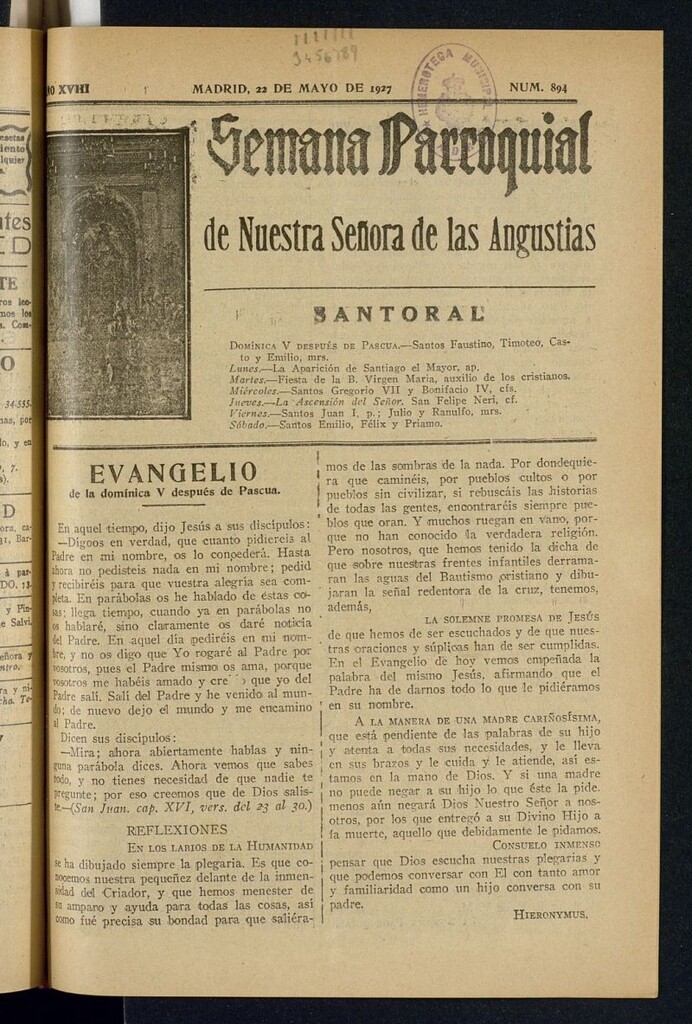 XVIII
MADRID, 22 DE MAYO DE 1927
NUM. 894
HEMEROTECA MUNICIPAL
Semana Parroquial
de Nuestra Señora de las Angustias
SANTORAL
DOMÍNICA V DESPUÉS DE PASCUA.—Santos Faustino, Timoteo, Cas-
to y Emilio, mrs.
Lunes.—La Aparición de Santiago el Mayor, ap.
Martes.—Fiesta de la B. Virgen María, auxilio de los cristianos.
Miércoles.—Santos Gregorio VII y Bonifacio IV, cfs.
Jueves.—La Ascensión del Señor. San Felipe Neri, cf.
Viernes.—Santos Juan I, p.; Julio y Ranulfo, mrs.
Sábado.—Santos Emilio, Félix y Priamo.
EVANGELIO
de la domínica V después de Pascua.
En aquel tiempo, dijo Jesús a sus discípulos:
—Dígoos en verdad, que cuanto pidiereis al
Padre en mi nombre, os lo concederá. Hasta
ahora no pedisteis nada en mi nombre; pedid
y recibiréis para que vuestra alegría sea com-
pleta. En parábolas os he hablado de éstas co-
sas; llega tiempo, cuando ya en parábolas no
os hablaré, sino claramente os daré noticia
del Padre. En aquel día pediréis en mi nom-
bre, y no os digo que Yo rogaré al Padre por
vosotros, pues el Padre mismo os ama, porque
vosotros me habéis amado y que yo del
Padre salí. Salí del Padre y he venido al mun-
do; de nuevo dejo el mundo y me encamino
al Padre.
Dicen sus discípulos:
—Mira; ahora abiertamente hablas y nin-
guna parábola dices. Ahora vemos que sabes
todo, y no tienes necesidad de que nadie te
pregunte; por eso creemos que de Dios salis-
te.—(San Juan. cap. XVI, vers. del 23 al 30.)
REFLEXIONES
EN LOS LABIOS DE LA HUMANIDAD
se ha dibujado siempre la plegaria. Es que co-
nocemos nuestra pequeñez delante de la inmen-
sidad del Criador, y que hemos menester de
su amparo y ayuda para todas las cosas, así
como fué precisa su bondad para que saliéra-
mos de las sombras de la nada. Por dondequie-
ra que caminéis, por pueblos cultos o por
pueblos sin civilizar, si rebuscáis las historias
de todas las gentes, encontraréis siempre pue-
blos que oran. Y muchos ruegan en vano, por-
que no han conocido la verdadera religión.
Pero nosotros, que hemos tenido la dicha de
que sobre nuestras frentes infantiles derrama-
ran las aguas del Bautismo cristiano y dibu-
jaran la señal redentora de la cruz, tenemos,
además,
LA SOLEMNE PROMESA DE JESÚS
de que hemos de ser escuchados y de que nues-
tras oraciones y súplicas han de ser cumplidas.
En el Evangelio de hoy vemos empeñada la
palabra del mismo Jesús, afirmando que el
Padre ha de darnos todo lo que le pidiéramos
en su nombre.
A LA MANERA DE UNA MADRE CARIÑOSÍSIMA,
que está pendiente de las palabras de su hijo
y atenta a todas sus necesidades, y le lleva
en sus brazos y le cuida y le atiende, así es-
tamos en la mano de Dios. Y si una madre
no puede negar a su hijo lo que éste la pide,
menos aún negará Dios Nuestro Señor a nos-
otros, por los que entregó a su Divino Hijo a
la muerte, aquello que debidamente le pidamos.
CONSUELO INMENSO
pensar que Dios escucha nuestras plegarias y
que podemos conversar con El con tanto amor
y familiaridad como un hijo conversa con su
padre.
HIERONYMUS.